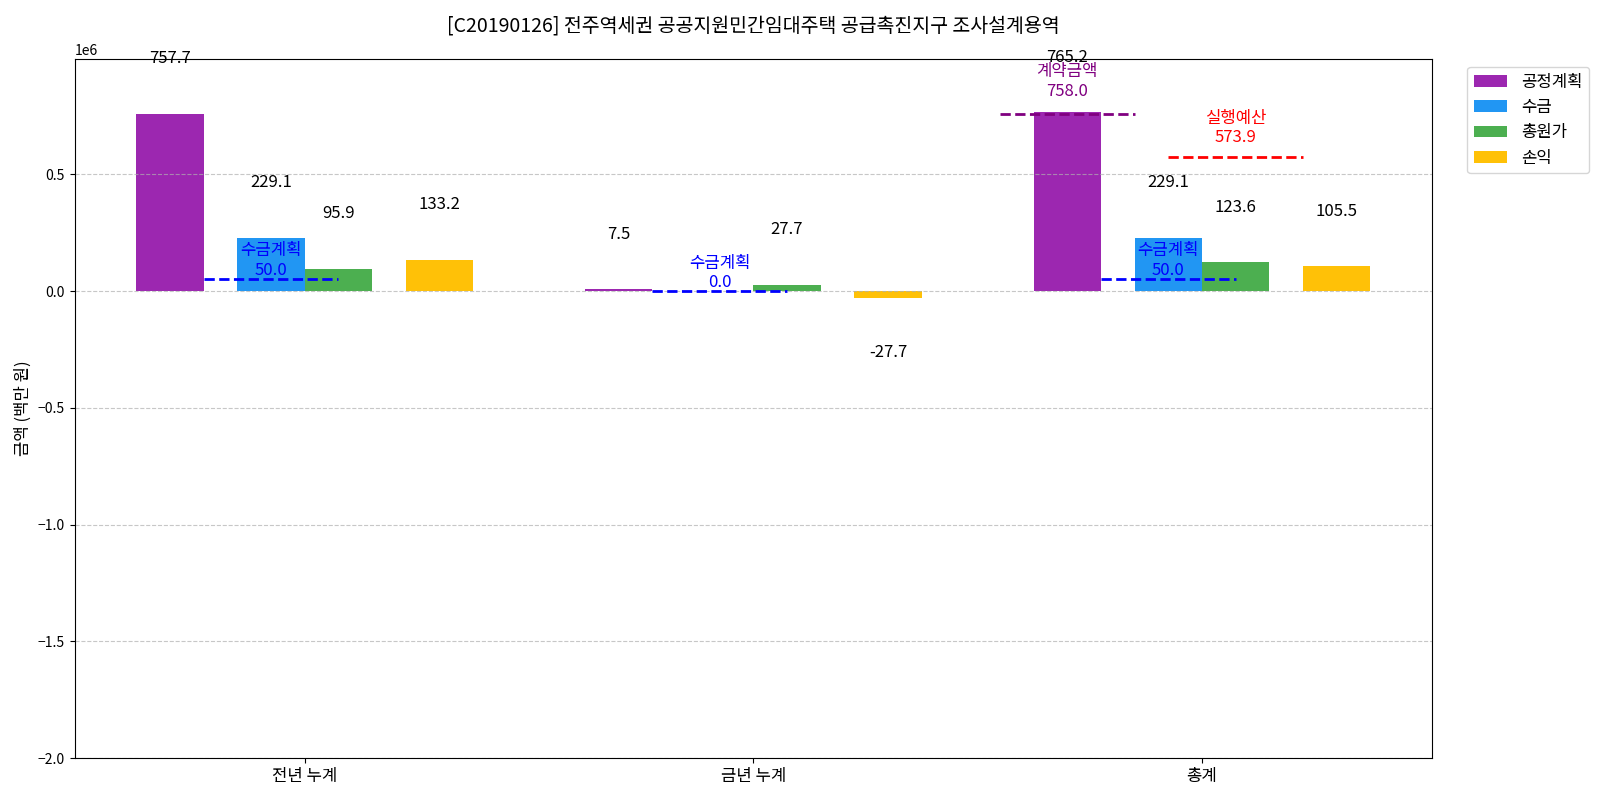 [C20190126] 전주역세권 공공지원민간임대주택 공급촉진지구 조사설계용역
1e6
757.7
765.2
계약금액
758.0
공정계획
수금
총원가
손익
실행예산
573.9
0.5
229.1
95.9
133.2
7.5
27.7
229.1
123.6
105.5
수금계획
50.0
수금계획
0.0
수금계획
50.0
0.0
-27.7
금액 (백만 원)
−0.5
−1.0
−1.5
−2.0
전년 누계
금년 누계
총계